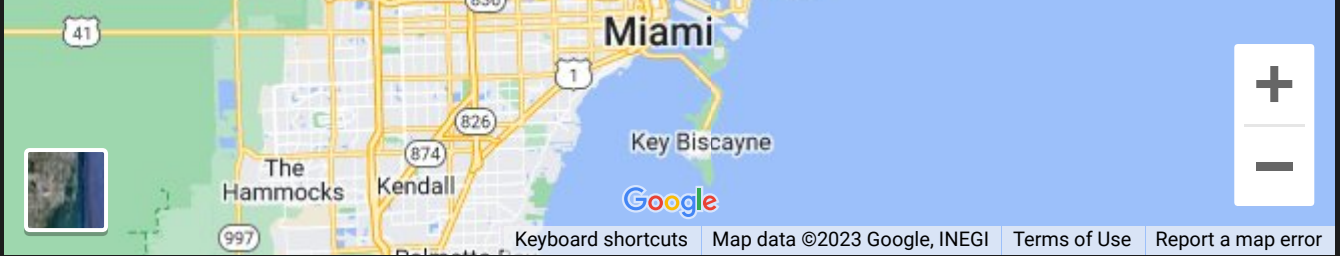 836
41
Miami
1
826
Key Biscayne
874
The
Hammocks
Kendall
Google
997
Keyboard shortcuts
Map data ©2023 Google, INEGI
Terms of Use
Report a map error